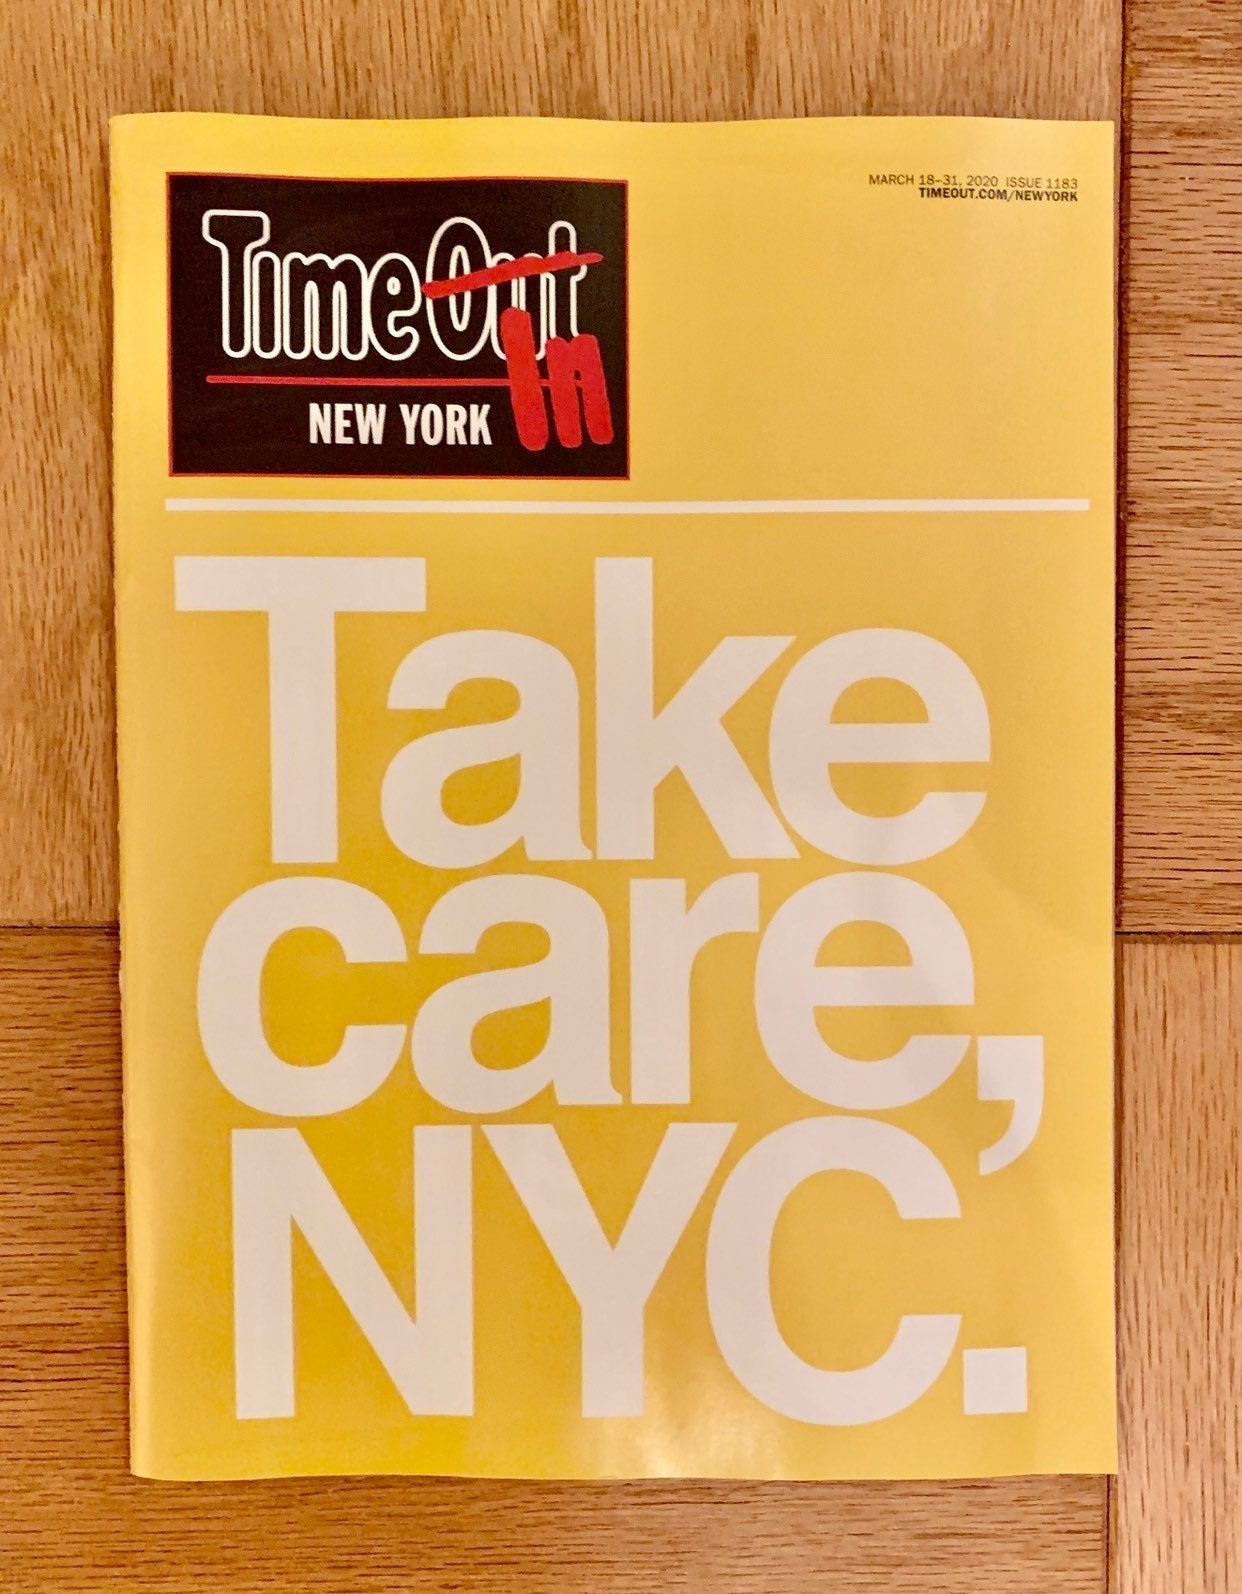 MARCH 18–31, 2020 ISSUE 1183
TIMEOUT.COM/NEWYORK
Time Out
In
NEW YORK
Take
care,
NYC.